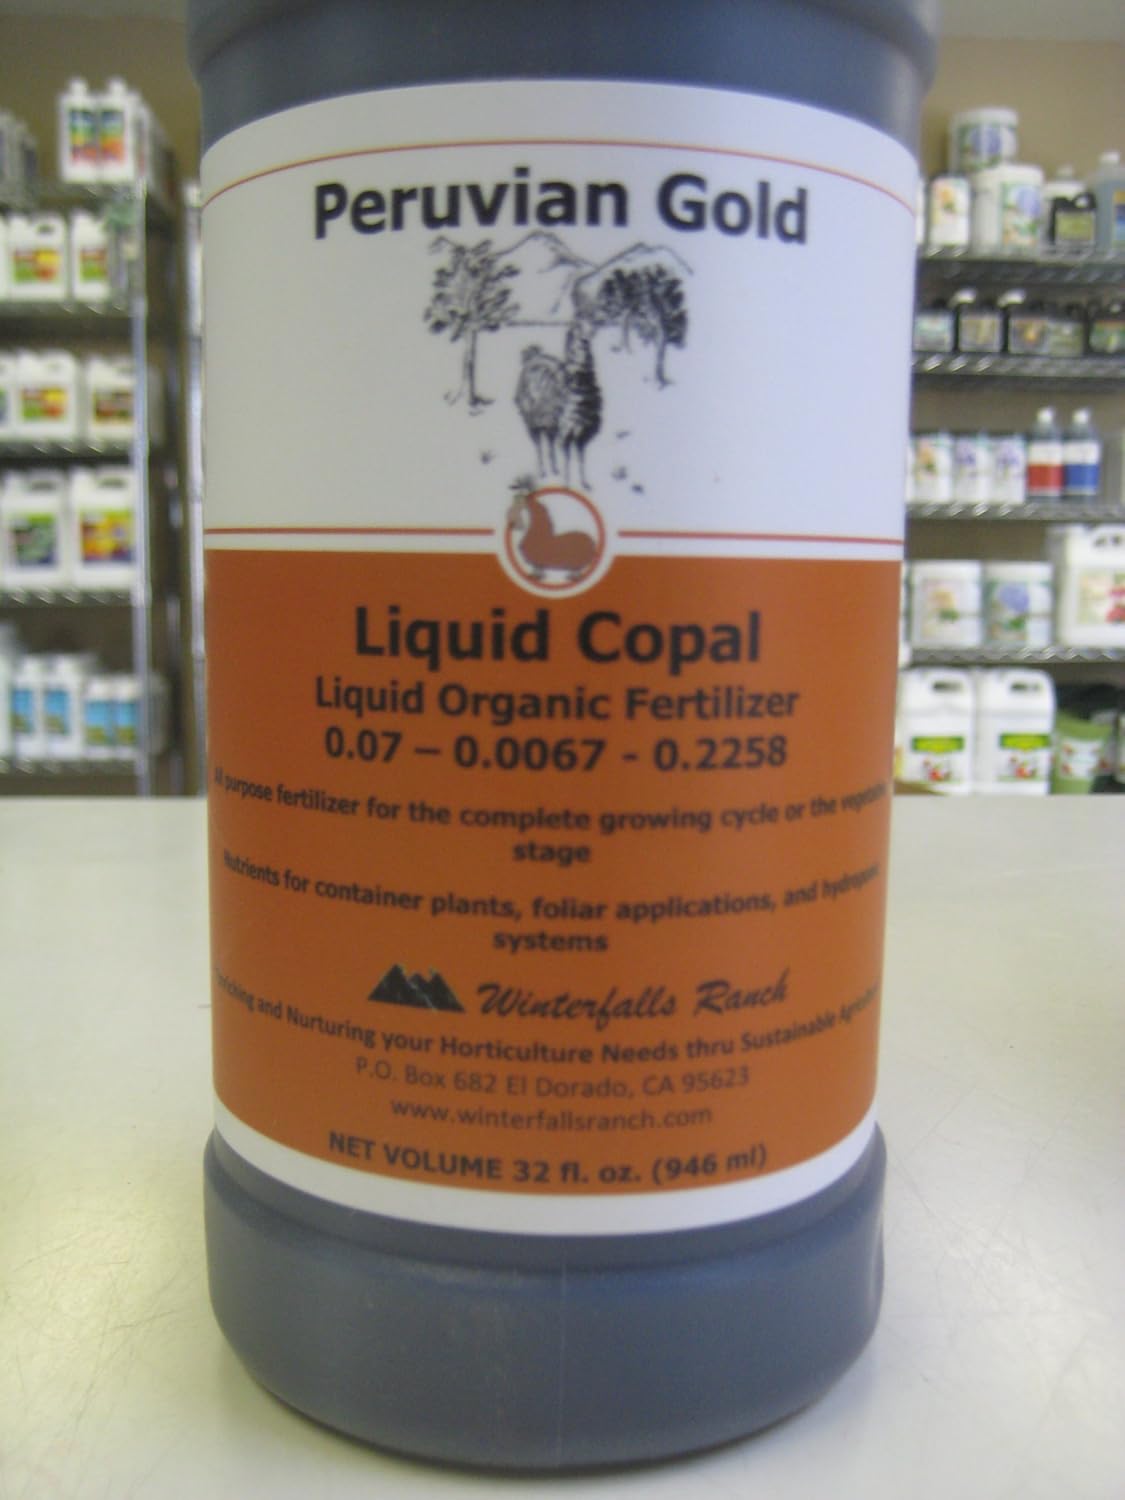 Peruvian Gold
Liquid Copal
Liquid Organic Fertilizer
0.07 – 0.0067 - 0.2258
All purpose fertilizer for the complete growing cycle or the
stage
Nutrients for container plants, foliar applications, and
systems
Winterfalls Ranch
and Nurturing your Horticulture Needs thru Sustainable
P.O. Box 682 El Dorado, CA 95623
www.winterfallsranch.com
NET VOLUME 32 fl. oz. (946 ml)